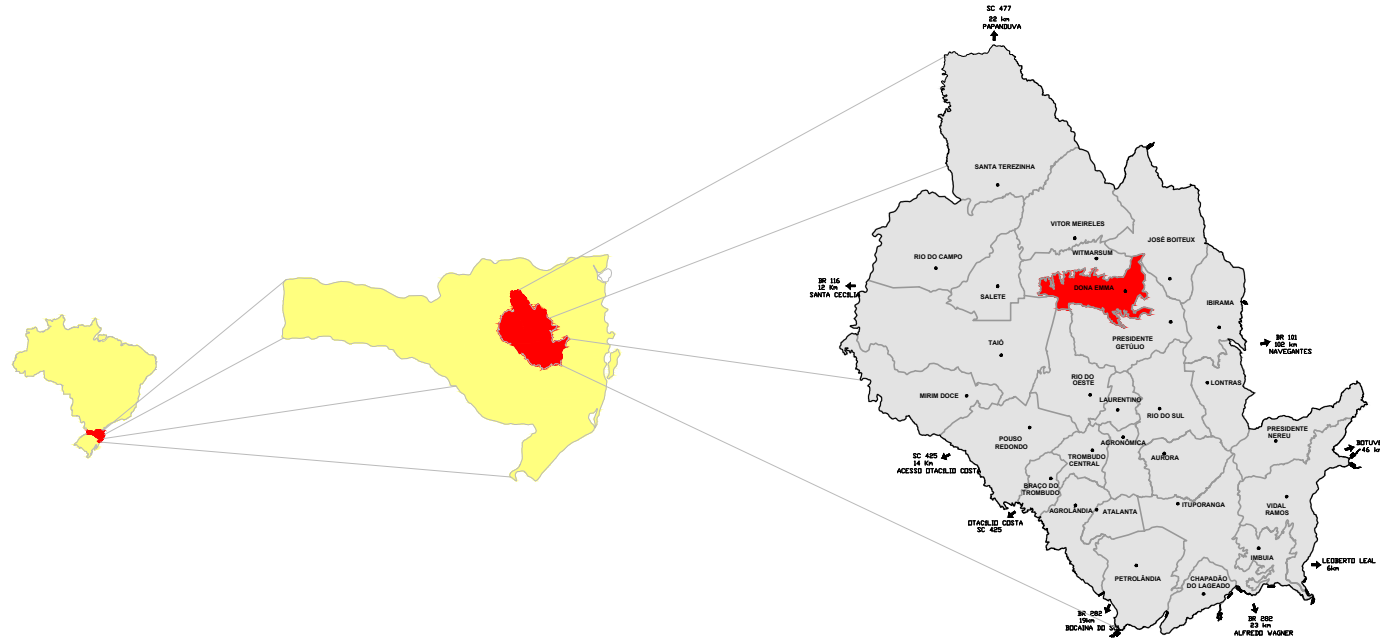 SC 477
22 km
PAPANDUVA
SANTA TEREZINHA
VITOR MEIRELES
JOSÉ BOITEUX
RIO DO CAMPO
WITMARSUM
BR 116
12 Km
SANTA CECILIA
SALETE
DONA EMMA
IBIRAMA
BR 101
102 km
NAVEGANTES
TAIÓ
PRESIDENTE
GETÚLIO
RIO DO
OESTE
LONTRAS
MIRIM DOCE
LAURENTINO
RIO DO SUL
POUSO
REDONDO
AGRONÔMICA
PRESIDENTE
NEREU
BOTUVE
46 km
SC 425
14 Km
ACESSO OTACILIO COSTA
TROMBUDO
CENTRAL
AURORA
BRAÇO DO
TROMBUDO
AGROLÂNDIA
ATALANTA
ITUPORANGA
VIDAL
RAMOS
OTACILIO COSTA
SC 425
IMBUIA
LEOBERTO LEAL
6km
PETROLÂNDIA
CHAPADÃO
DO LAGEADO
BR 282
19km
BOCAINA DO SUL
BR 282
23 km
ALFREDO WAGNER